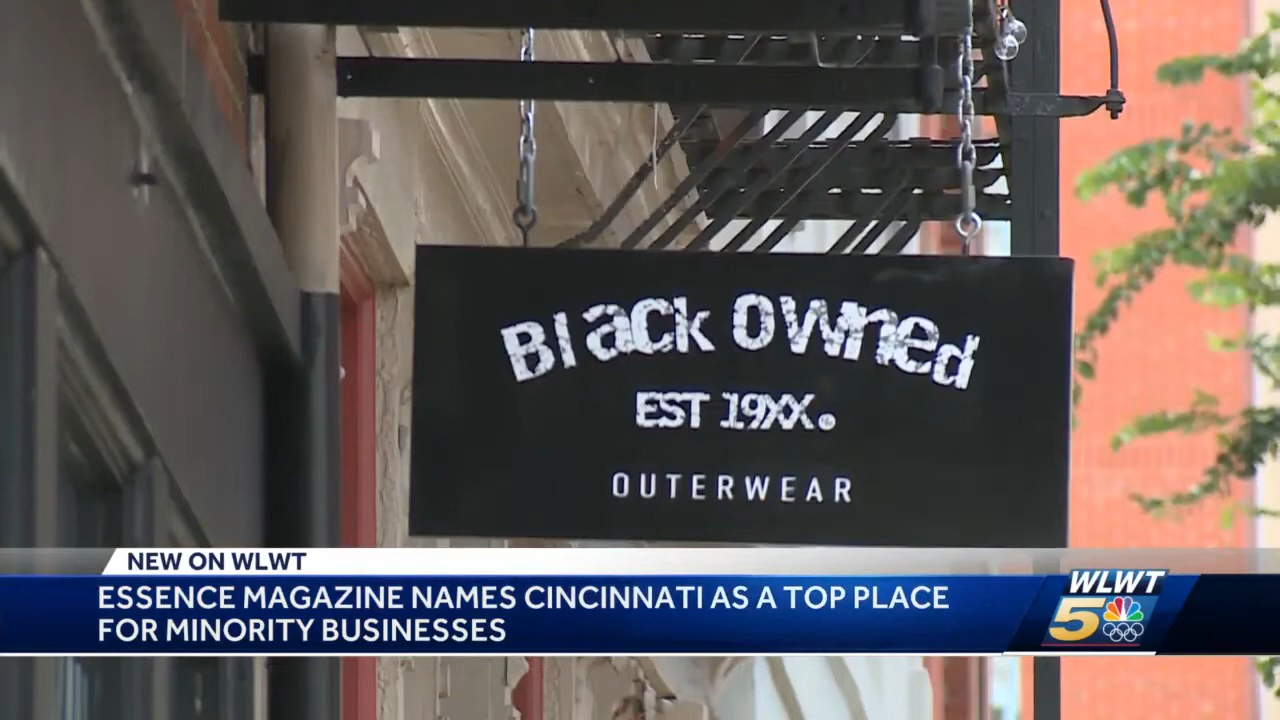 Black Owned
EST 19XX.
OUTERWEAR
NEW ON WLWT
ESSENCE MAGAZINE NAMES CINCINNATI AS A TOP PLACE
FOR MINORITY BUSINESSES
WLWT
5